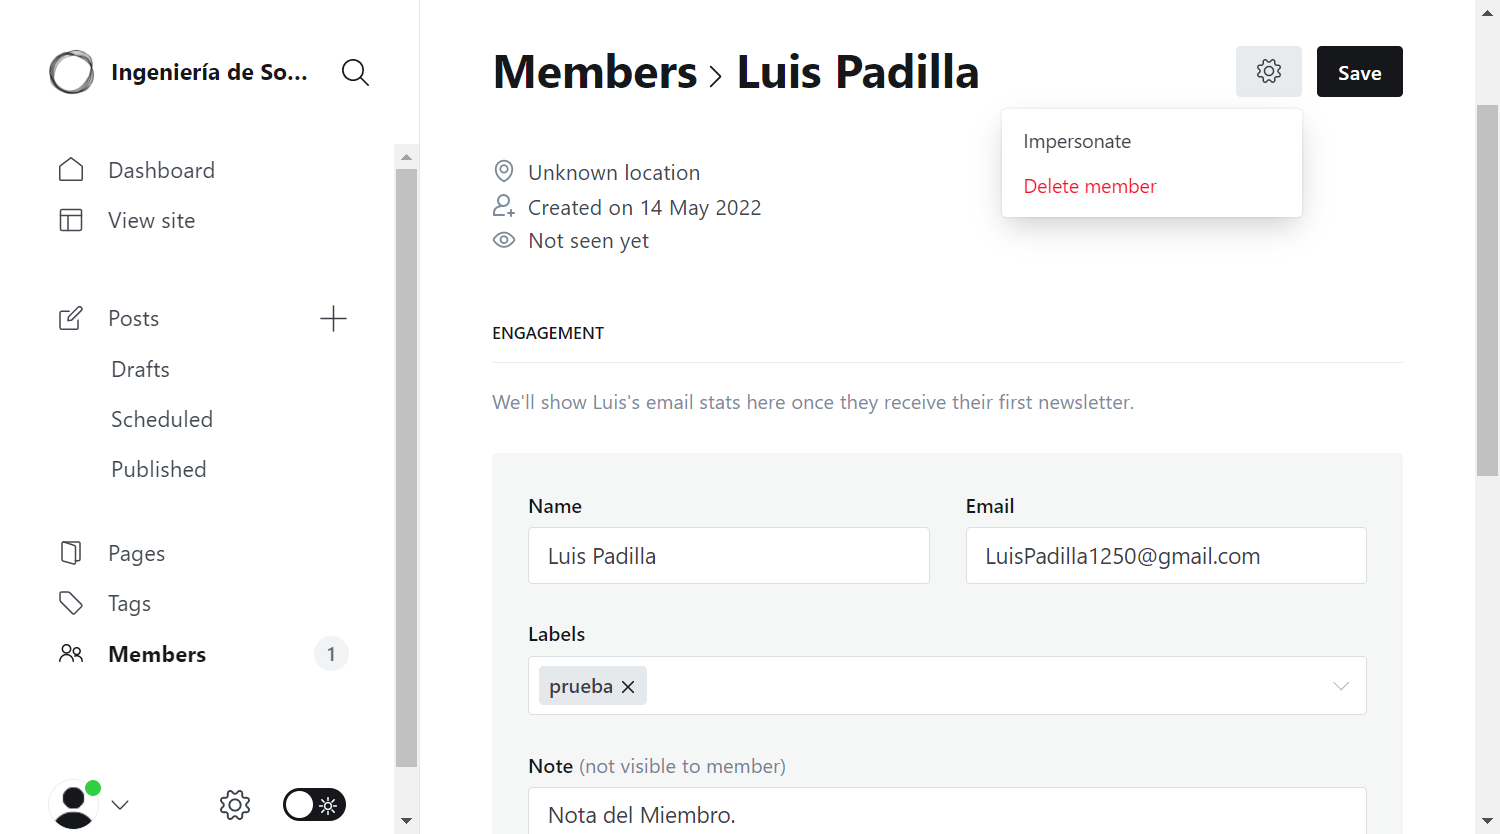 Ingeniería de So...
Dashboard
View site
Posts
Drafts
Scheduled
Published
Pages
Tags
Members 1
Members > Luis Padilla
Save
Impersonate
Delete member
Unknown location
Created on 14 May 2022
Not seen yet
ENGAGEMENT
We'll show Luis's email stats here once they receive their first newsletter.
Name
Luis Padilla
Email
LuisPadilla1250@gmail.com
Labels
prueba
Note (not visible to member)
Nota del Miembro.